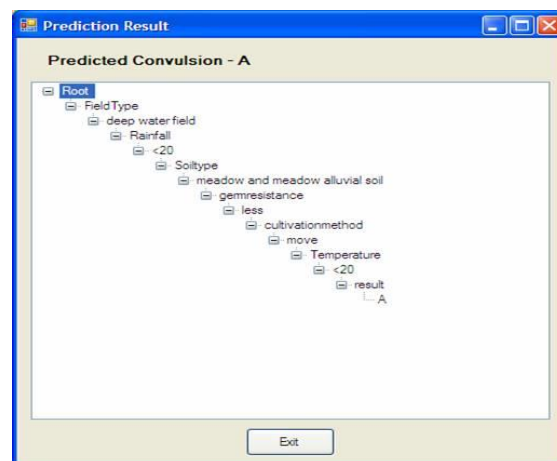 Prediction Result
Predicted Convulsion - A
Root
FieldType
deep water field
Rainfall
<20
Soiltype
meadow and meadow alluvial soil
germresistance
less
cultivationmethod
move
Temperature
<20
result
A
Exit